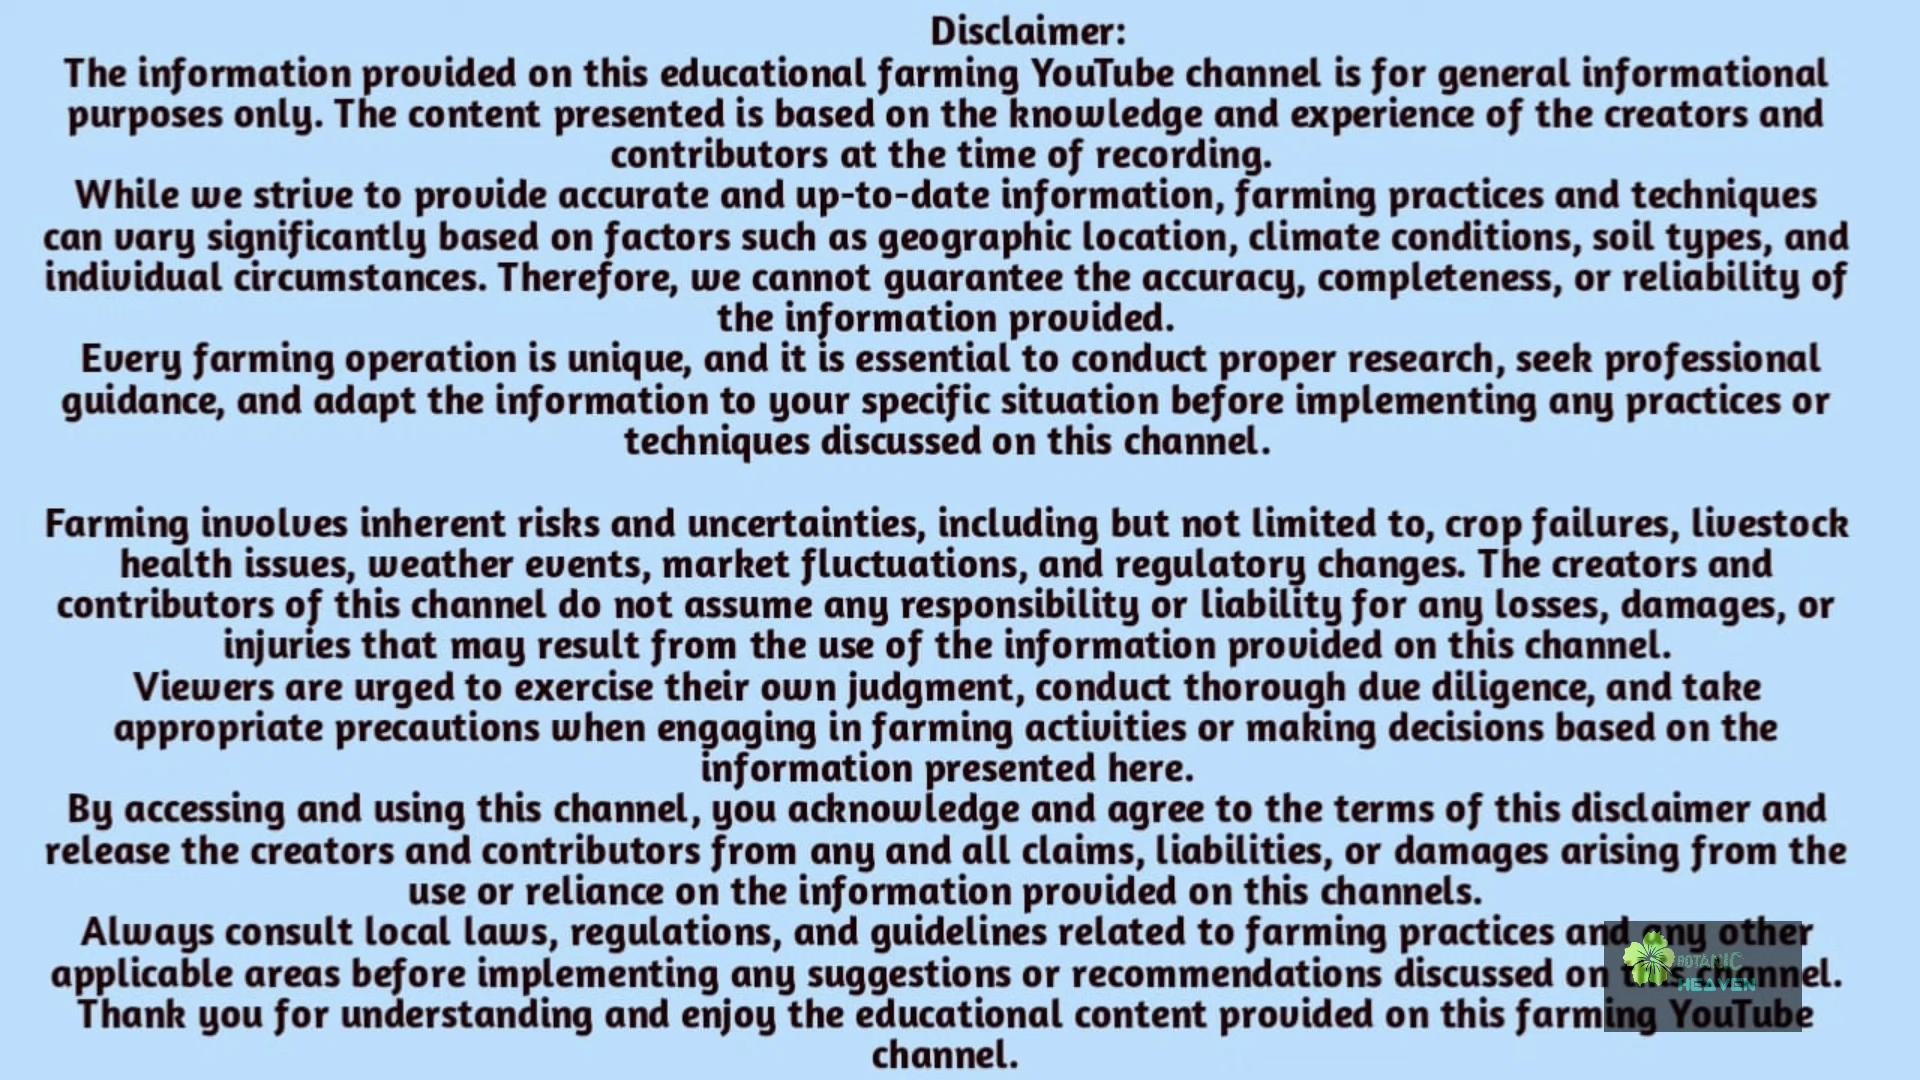 Disclaimer:
The information provided on this educational farming YouTube channel is for general informational
purposes only. The content presented is based on the knowledge and experience of the creators and
contributors at the time of recording.
While we strive to provide accurate and up-to-date information, farming practices and techniques
can vary significantly based on factors such as geographic location, climate conditions, soil types, and
individual circumstances. Therefore, we cannot guarantee the accuracy, completeness, or reliability of
the information provided.
Every farming operation is unique, and it is essential to conduct proper research, seek professional
guidance, and adapt the information to your specific situation before implementing any practices or
techniques discussed on this channel.
Farming involves inherent risks and uncertainties, including but not limited to, crop failures, livestock
health issues, weather events, market fluctuations, and regulatory changes. The creators and
contributors of this channel do not assume any responsibility or liability for any losses, damages, or
injuries that may result from the use of the information provided on this channel.
Viewers are urged to exercise their own judgment, conduct thorough due diligence, and take
appropriate precautions when engaging in farming activities or making decisions based on the
information presented here.
By accessing and using this channel, you acknowledge and agree to the terms of this disclaimer and
release the creators and contributors from any and all claims, liabilities, or damages arising from the
use or reliance on the information provided on this channels.
Always consult local laws, regulations, and guidelines related to farming practices and any other
applicable areas before implementing any suggestions or recommendations discussed on this channel.
Thank you for understanding and enjoy the educational content provided on this farming YouTube
channel.
BOTANIC
HEAVEN